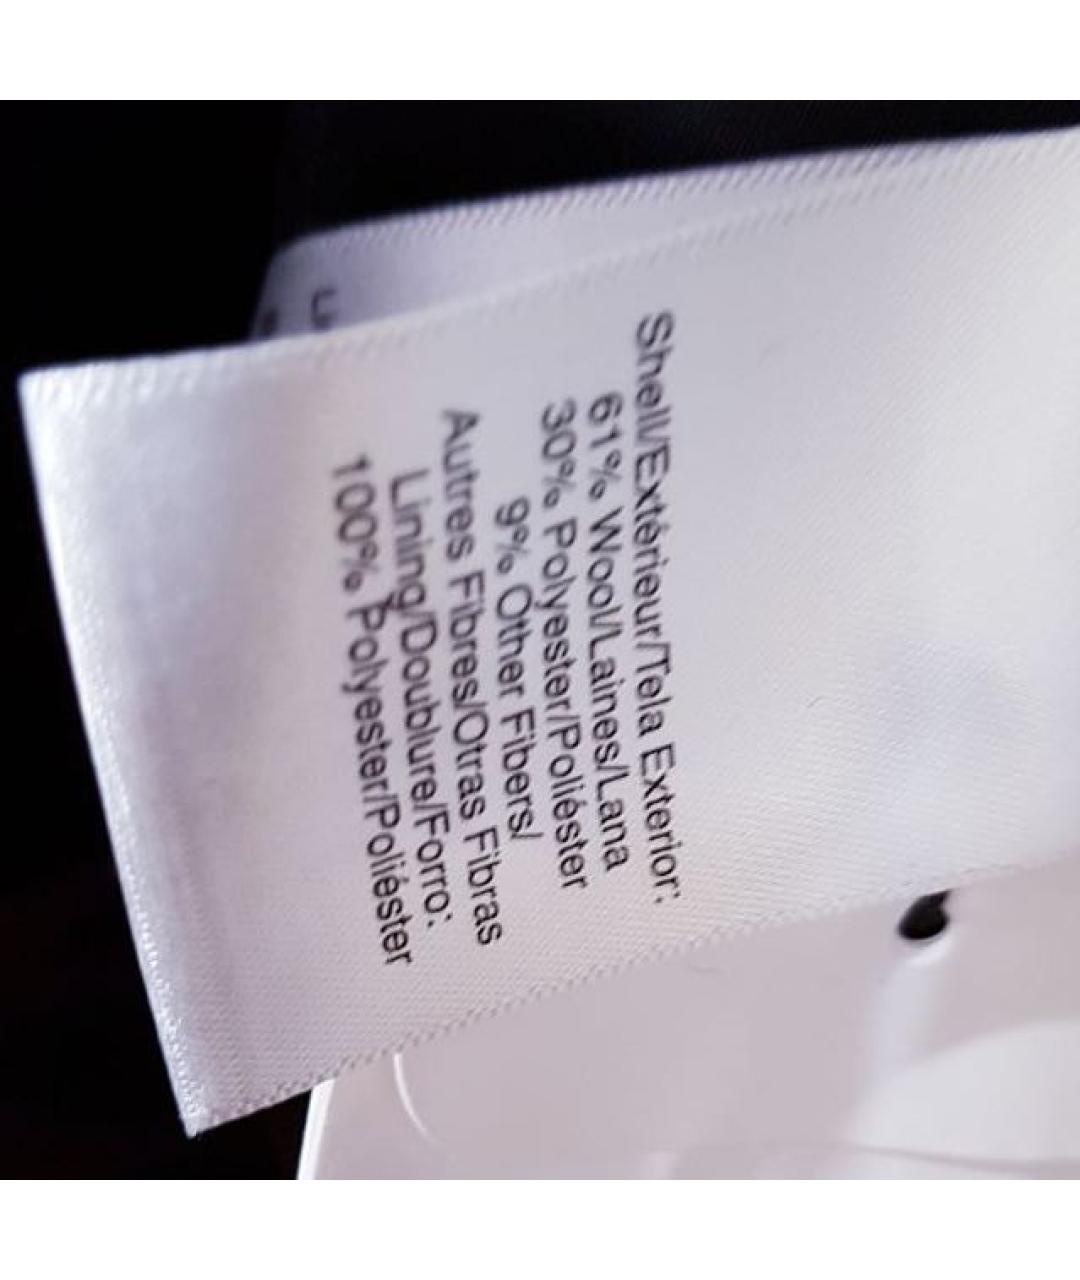 Shell/Extérieur/Tela Exterior:
61% Wool/Laines/Lana
30% Polyester/Poliéster
9% Other Fibers/
Autres Fibres/Otras Fibras
Lining/Doublure/Forro:
100% Polyester/Poliéster